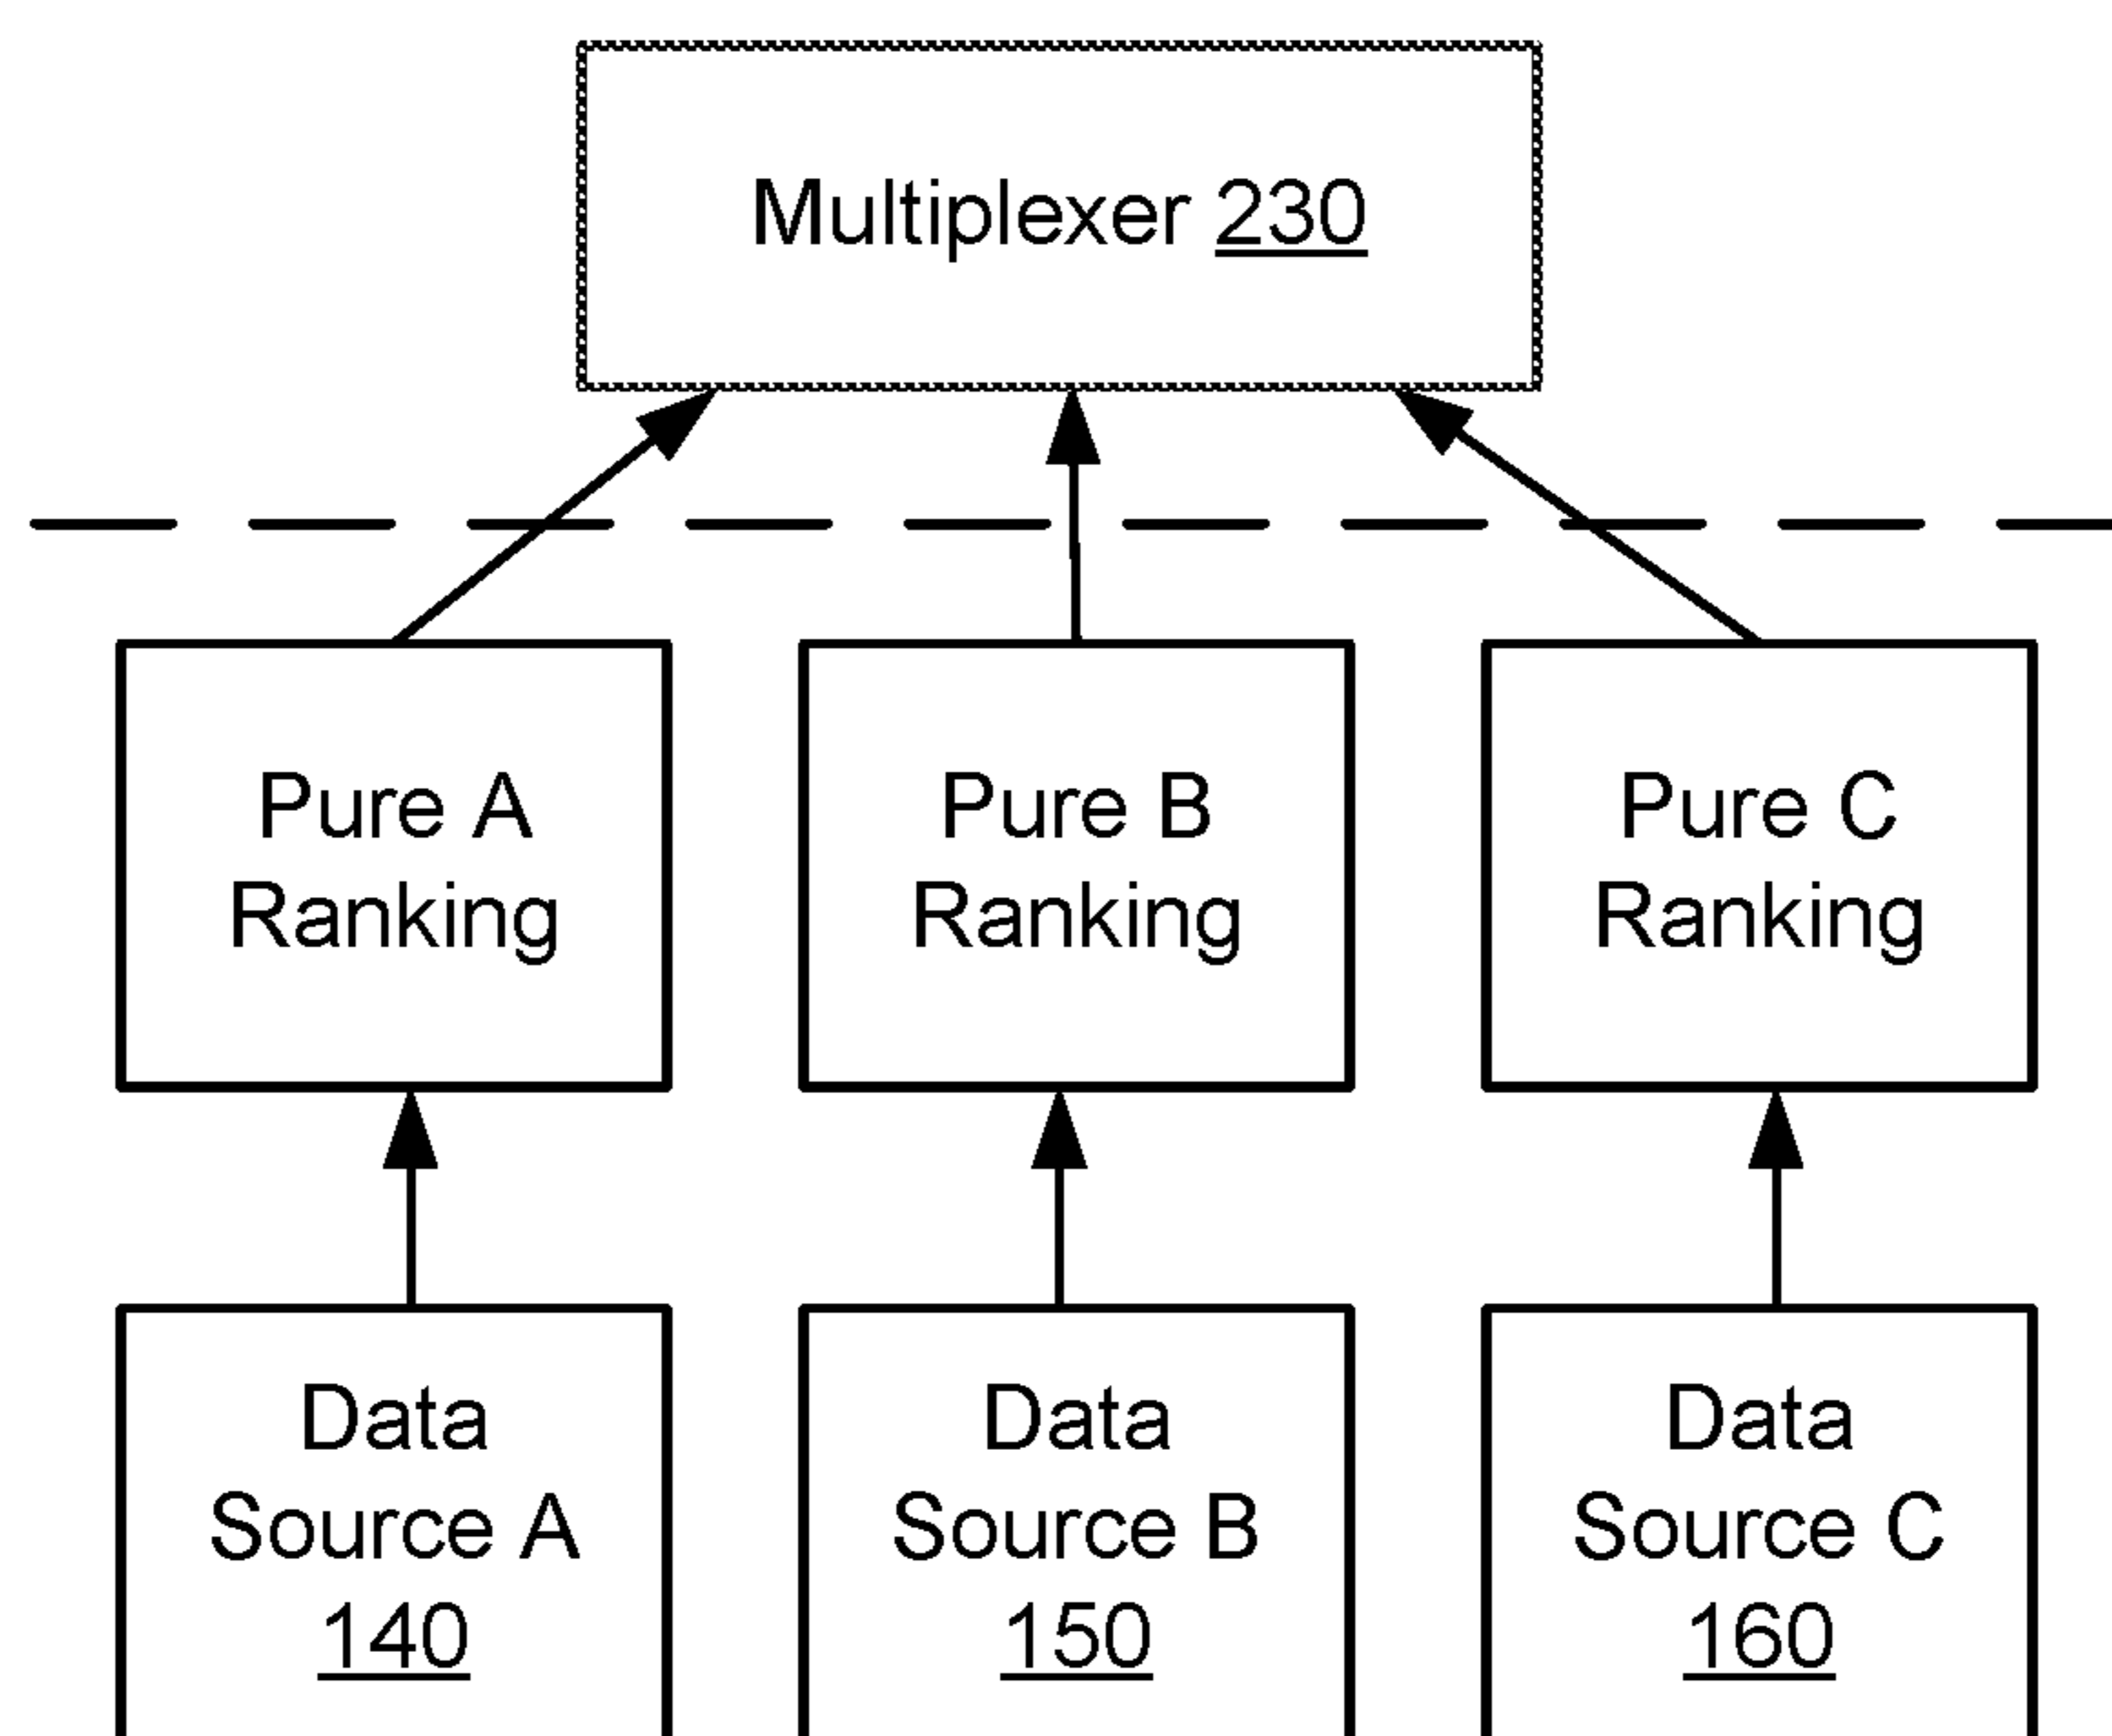 Multiplexer 230
Pure A
Ranking
Pure B
Ranking
Pure C
Ranking
Data
Source A
140
Data
Source B
150
Data
Source C
160